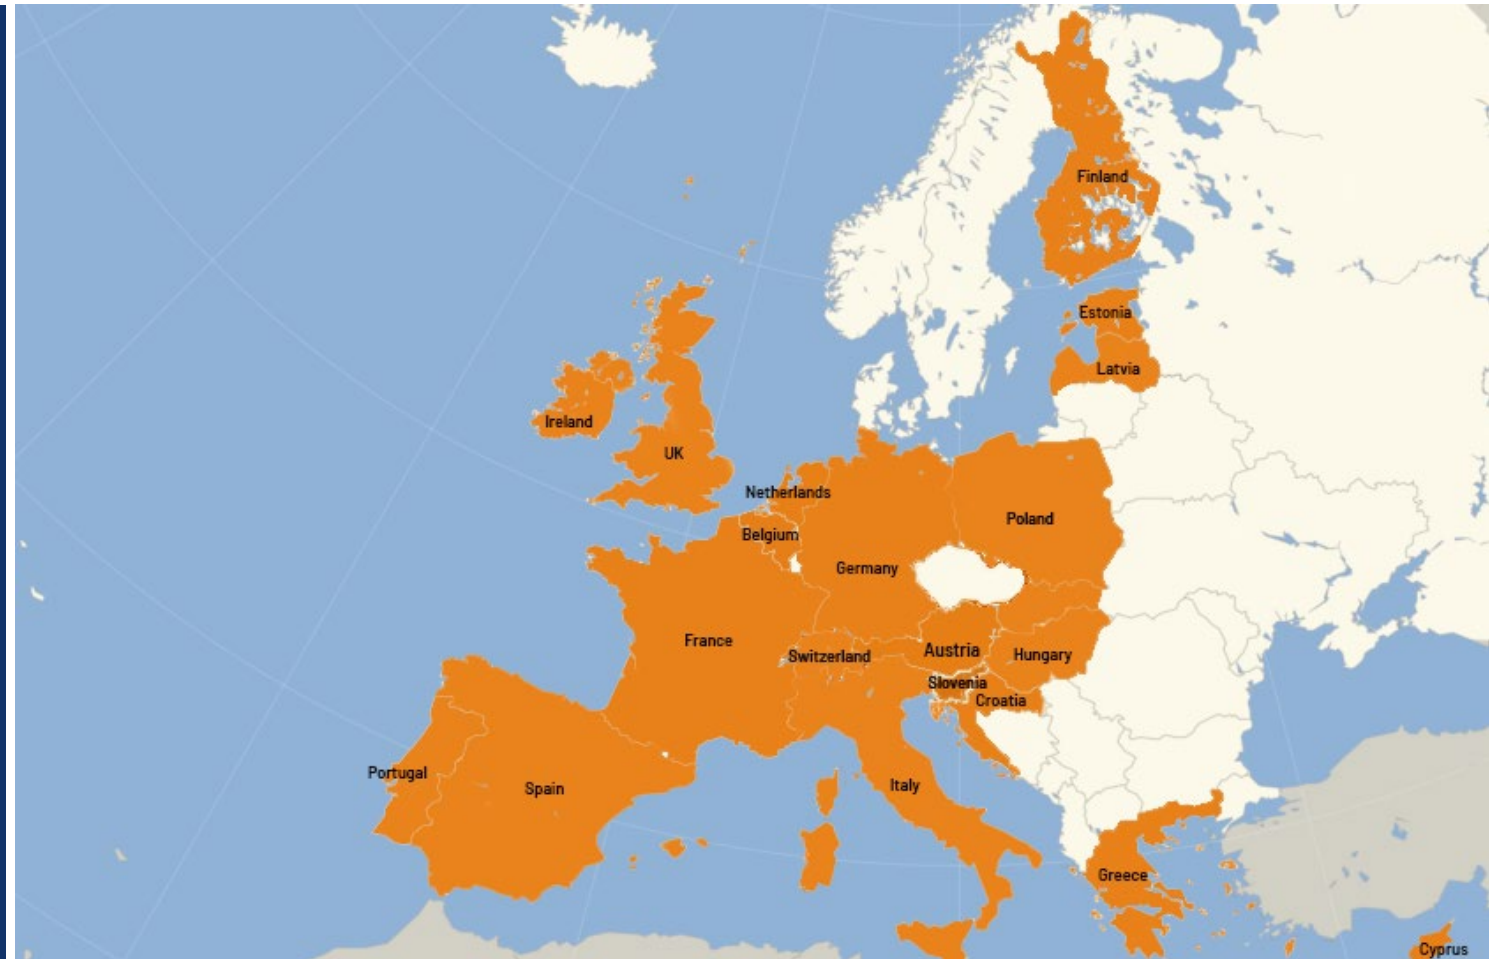 Finland
Estonia
Latvia
Ireland
UK
Netherlands
Poland
Belgium
Germany
France
Switzerland
Austria
Hungary
Slovenia
Croatia
Portugal
Spain
Italy
Greece
Cyprus